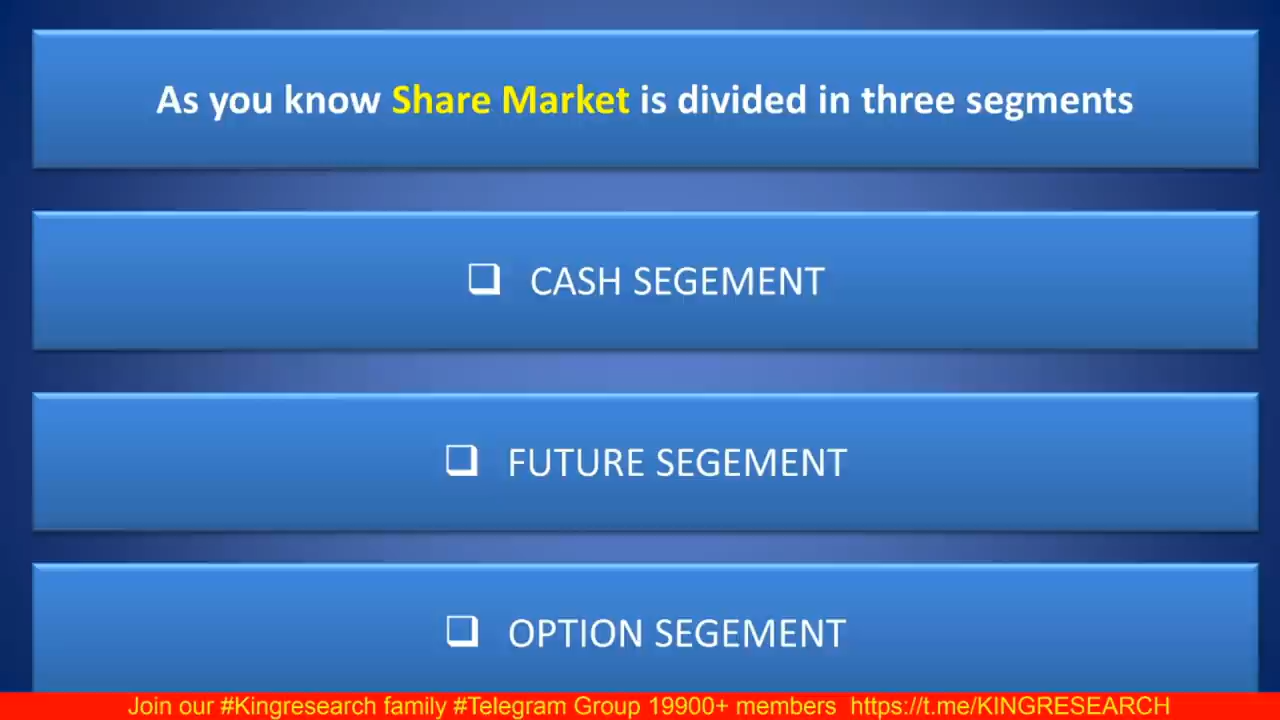 As you know Share Market is divided in three segments
❑ CASH SEGEMENT
❑ FUTURE SEGEMENT
❑ OPTION SEGEMENT
Join our #Kingresearch family #Telegram Group 19900+ members https://t.me/KINGRESEARCH